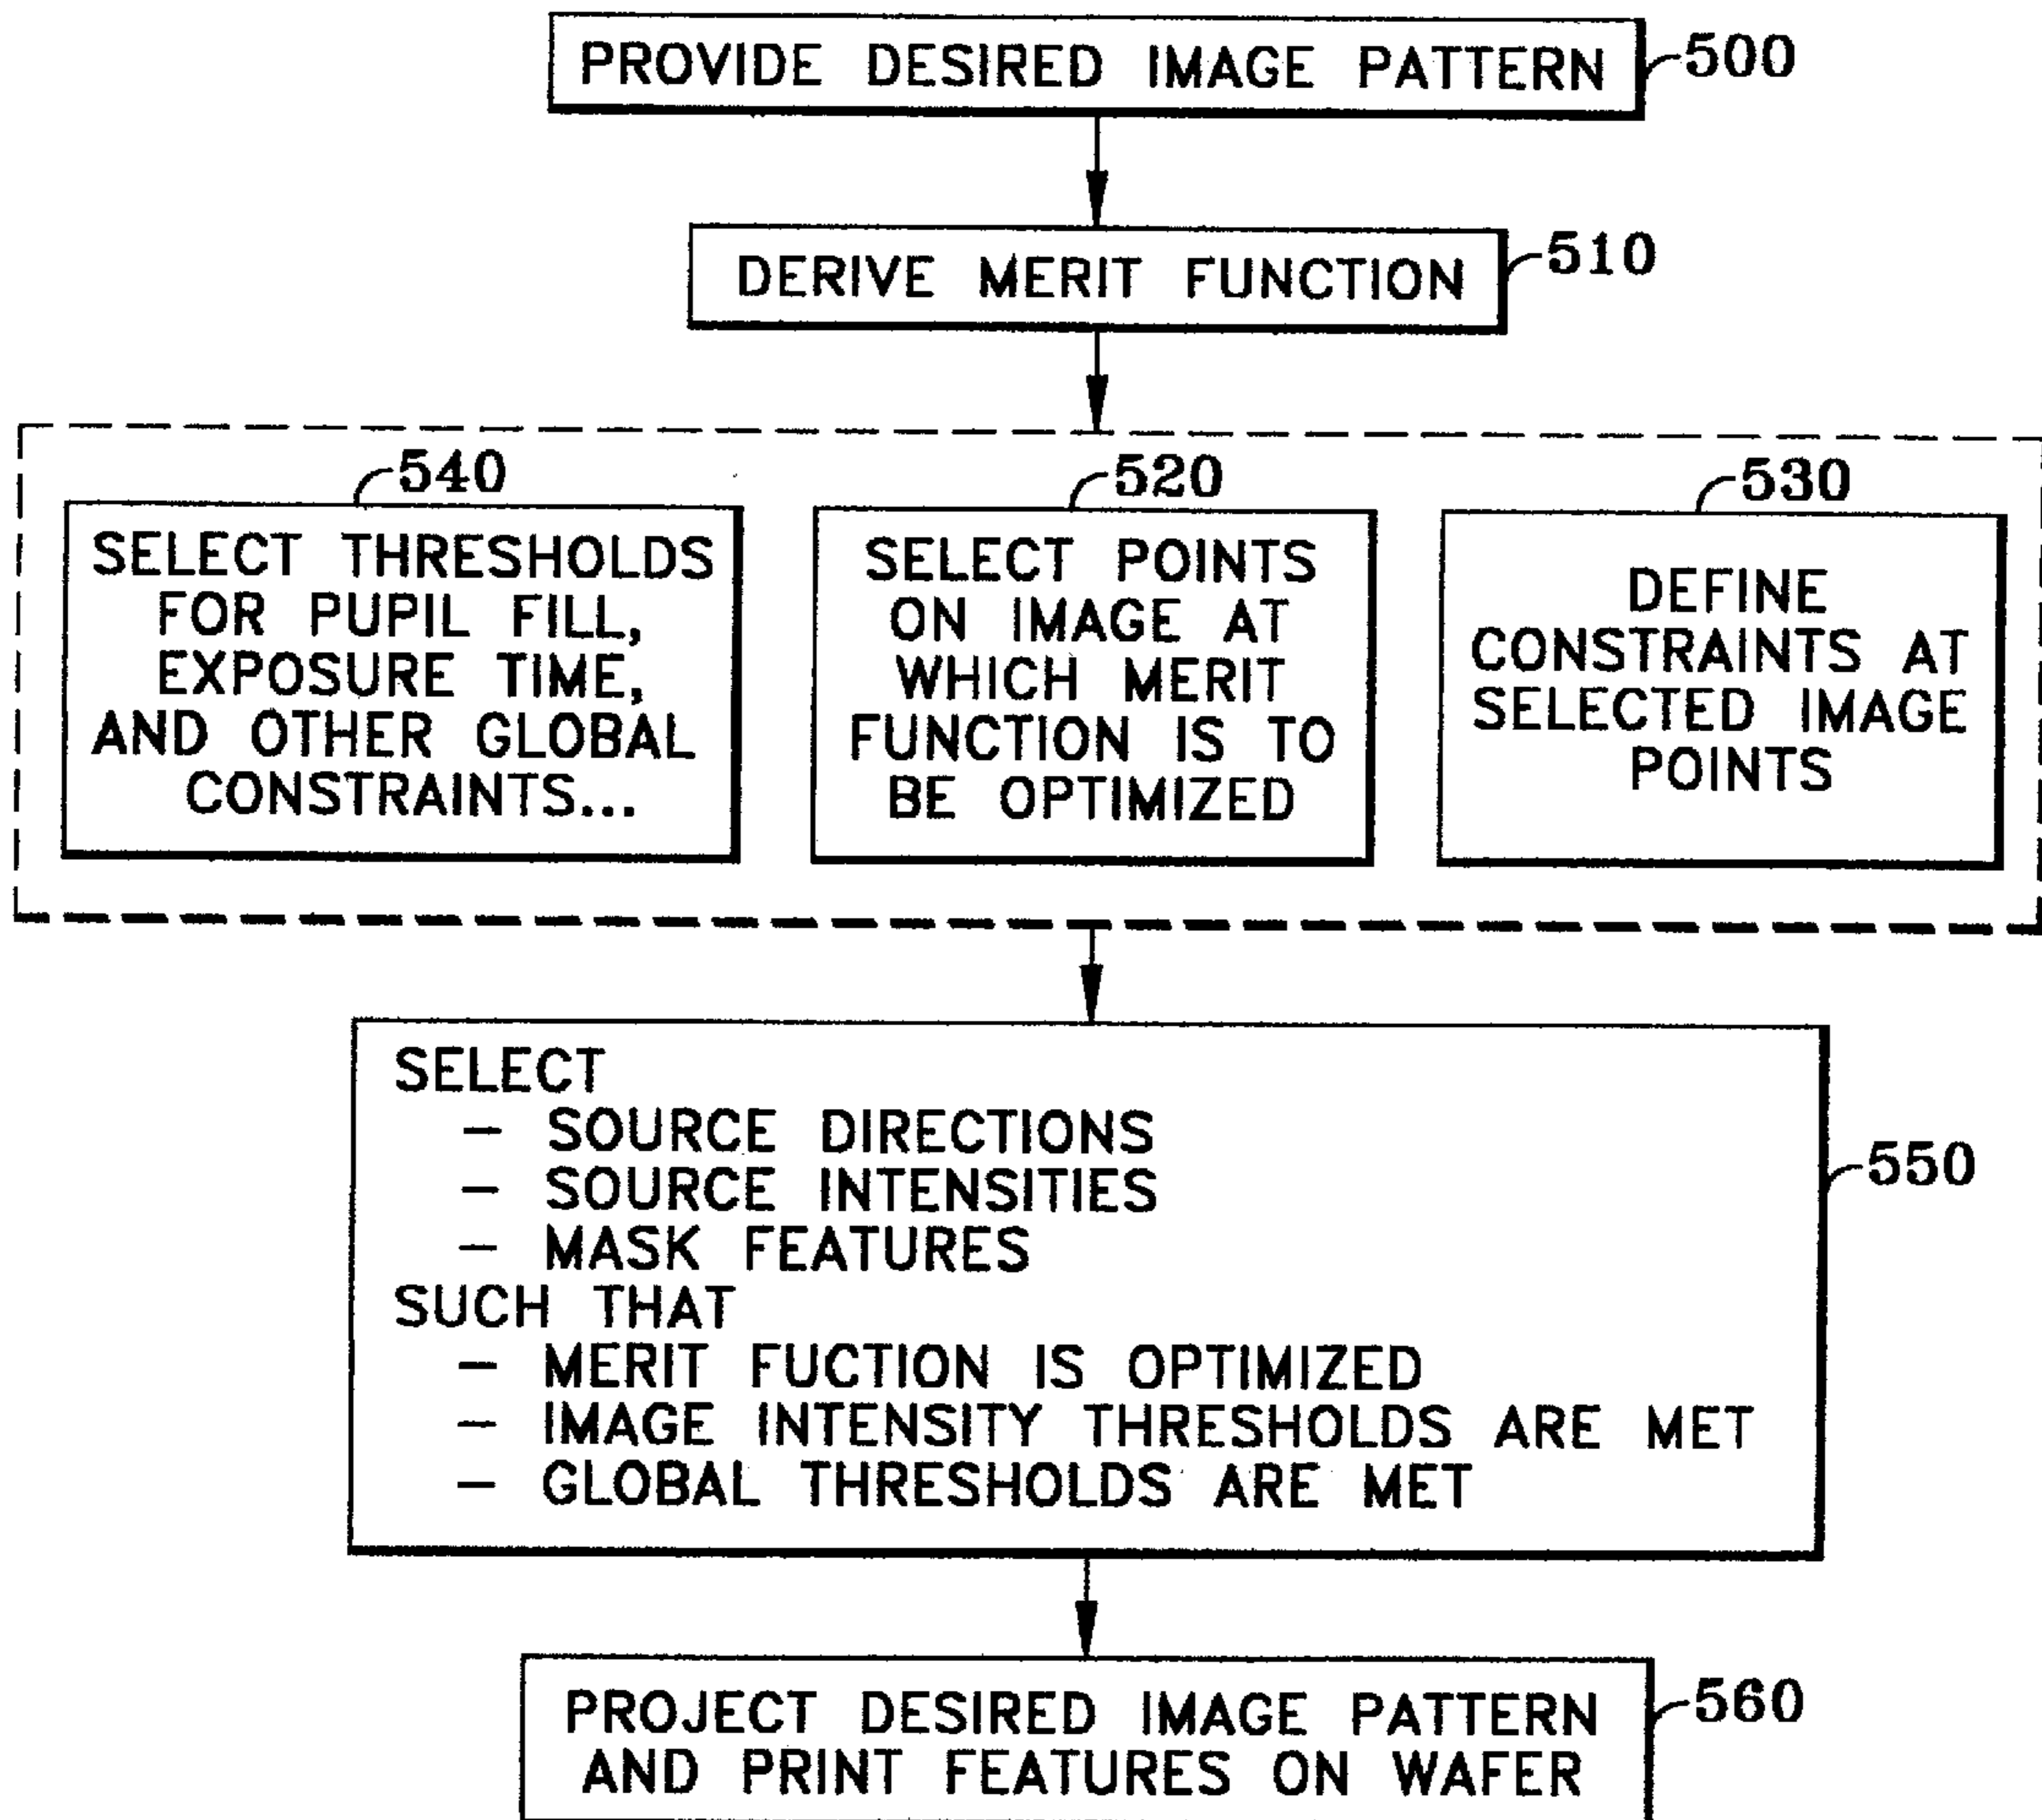 PROVIDE DESIRED IMAGE PATTERN
500
DERIVE MERIT FUNCTION
510
540
SELECT THRESHOLDS
FOR PUPIL FILL,
EXPOSURE TIME,
AND OTHER GLOBAL
CONSTRAINTS...
520
SELECT POINTS
ON IMAGE AT
WHICH MERIT
FUNCTION IS TO
BE OPTIMIZED
530
DEFINE
CONSTRAINTS AT
SELECTED IMAGE
POINTS
SELECT
- SOURCE DIRECTIONS
- SOURCE INTENSITIES
- MASK FEATURES
SUCH THAT
- MERIT FUCTION IS OPTIMIZED
- IMAGE INTENSITY THRESHOLDS ARE MET
- GLOBAL THRESHOLDS ARE MET
550
PROJECT DESIRED IMAGE PATTERN
AND PRINT FEATURES ON WAFER
560